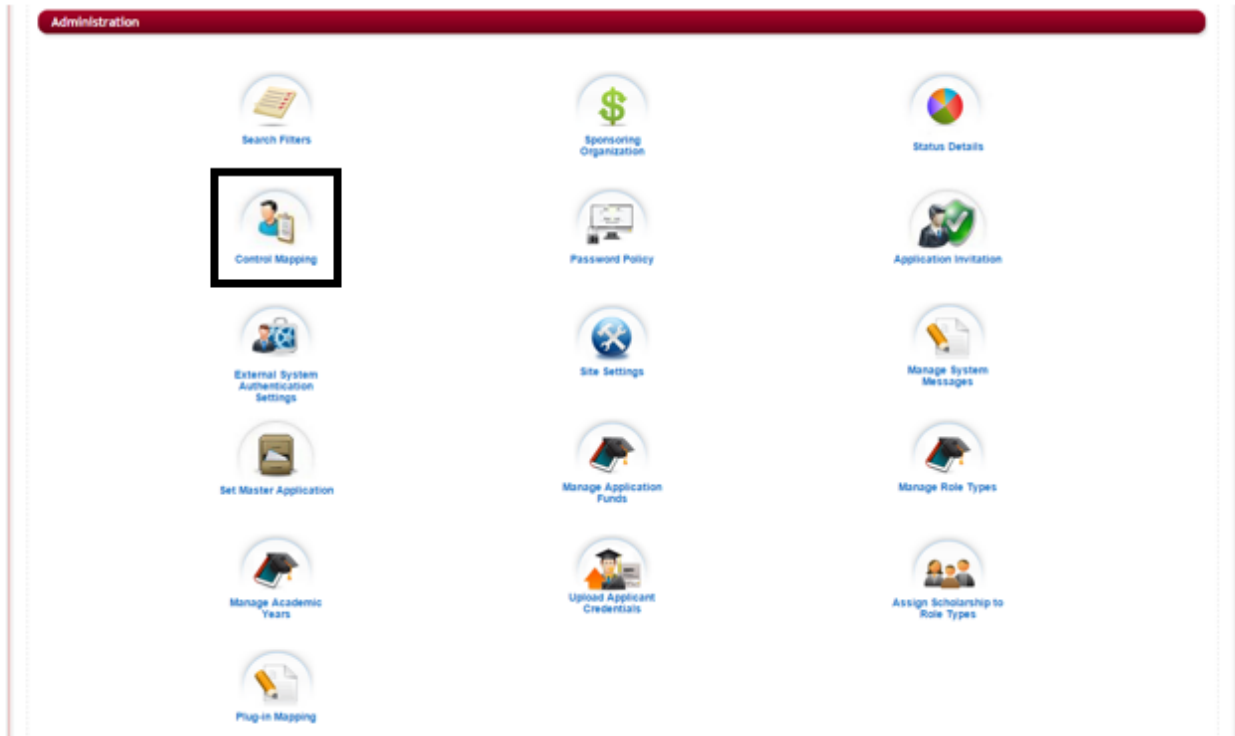 Administration
Search Filters
Sponsoring
Organization
Status Details
Control Mapping
Password Policy
Application Invitation
External System
Authentication
Settings
Site Settings
Manage System
Messages
Set Master Application
Manage Application
Funds
Manage Role Types
Manage Academic
Years
Upload Applicant
Credentials
Assign Scholarship to
Role Types
Plug-in Mapping